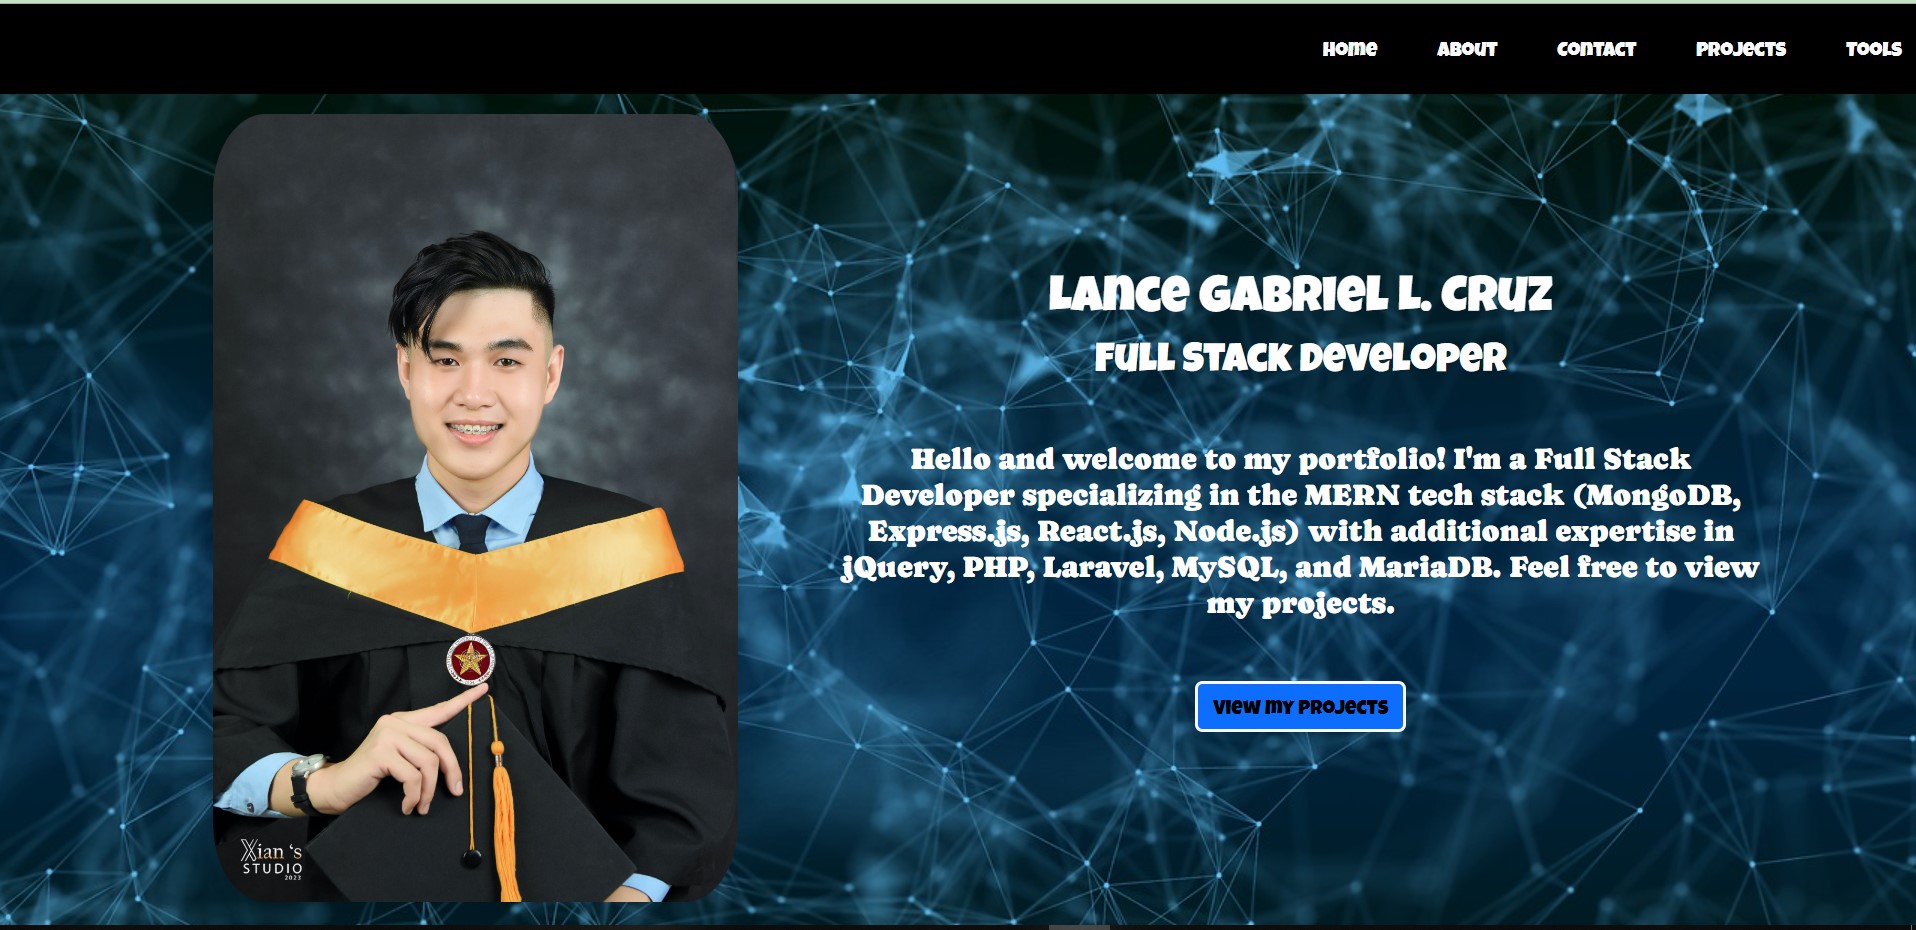 Home About Contact Projects Tools
Lance Gabriel L. Cruz
Full Stack Developer
Hello and welcome to my portfolio! I'm a Full Stack
Developer specializing in the MERN tech stack (MongoDB,
Express.js, React.js, Node.js) with additional expertise in
jQuery, PHP, Laravel, MySQL, and MariaDB. Feel free to view
my projects.
View my Projects
Xian 's
STUDIO
2023